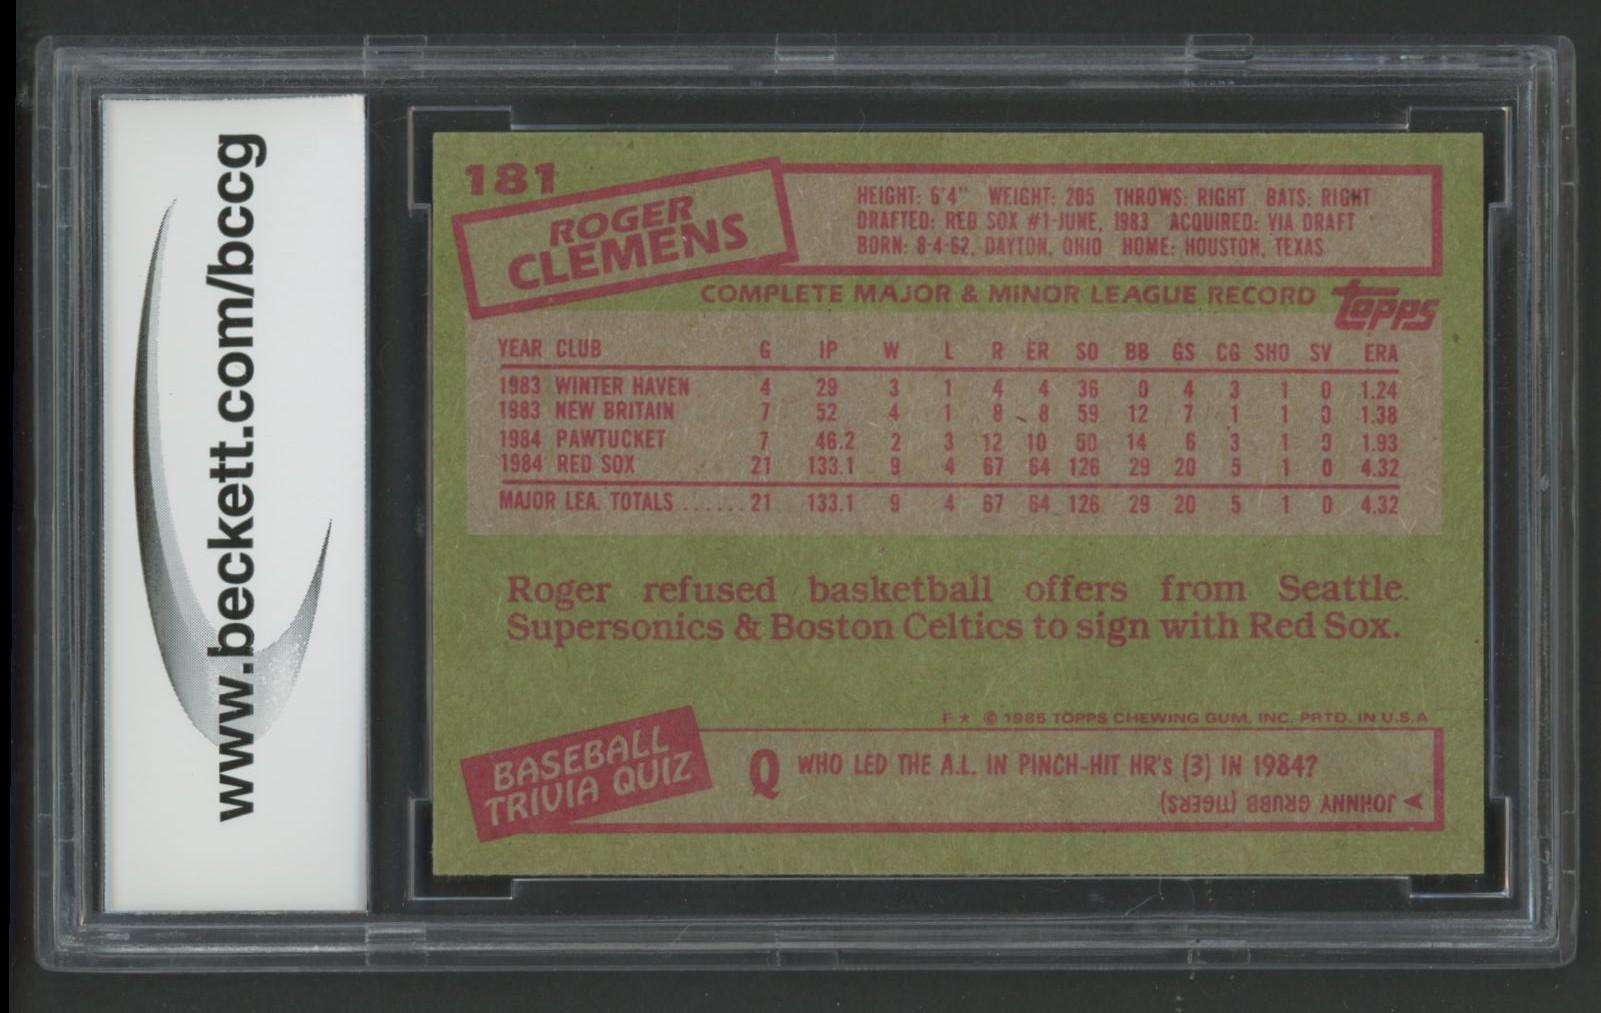 www.beckett.com/bccg
181
ROGER
CLEMENS
HEIGHT: 6'4" WEIGHT: 205 THROWS: RIGHT BATS: RIGHT
DRAFTED: RED SOX #1-JUNE, 1983 ACQUIRED: VIA DRAFT
BORN: 8-4-62, DAYTON, OHIO HOME: HOUSTON, TEXAS
COMPLETE MAJOR & MINOR LEAGUE RECORD
topps
YEAR CLUB G IP W L R ER SO BB GS CG SHO SV ERA
1983 WINTER HAVEN 4 29 3 1 4 4 36 0 4 3 1 0 1.24
1983 NEW BRITAIN 7 52 4 1 8 8 59 12 7 1 1 0 1.38
1984 PAWTUCKET 7 46.2 2 3 12 10 50 14 6 3 1 0 1.93
1984 RED SOX 21 133.1 9 4 67 64 126 29 20 5 1 0 4.32
MAJOR LEA. TOTALS ...... 21 133.1 9 4 67 64 126 29 20 5 1 0 4.32
Roger refused basketball offers from Seattle.
Supersonics & Boston Celtics to sign with Red Sox.
F ★ © 1985 TOPPS CHEWING GUM, INC. PRTD. IN U.S.A
BASEBALL
TRIVIA QUIZ
Q WHO LED THE A.L. IN PINCH-HIT HR's (3) IN 1984?
JOHNNY GRUBB (TIGERS)